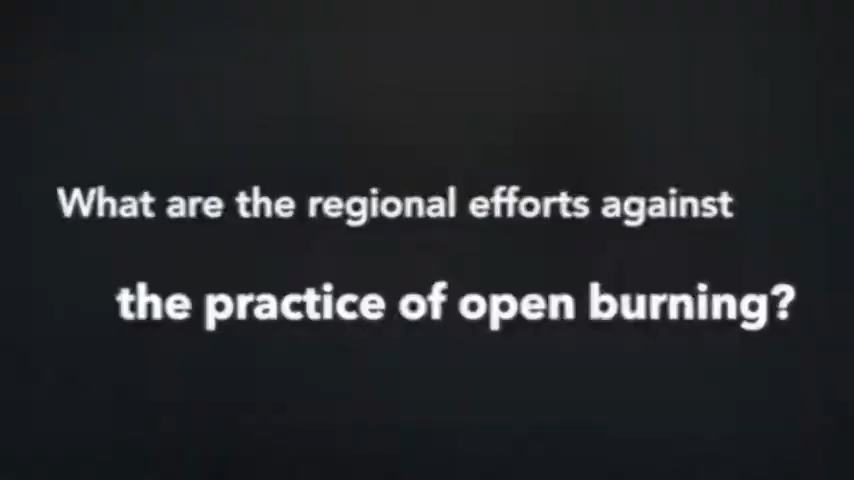 What are the regional efforts against
the practice of open burning?